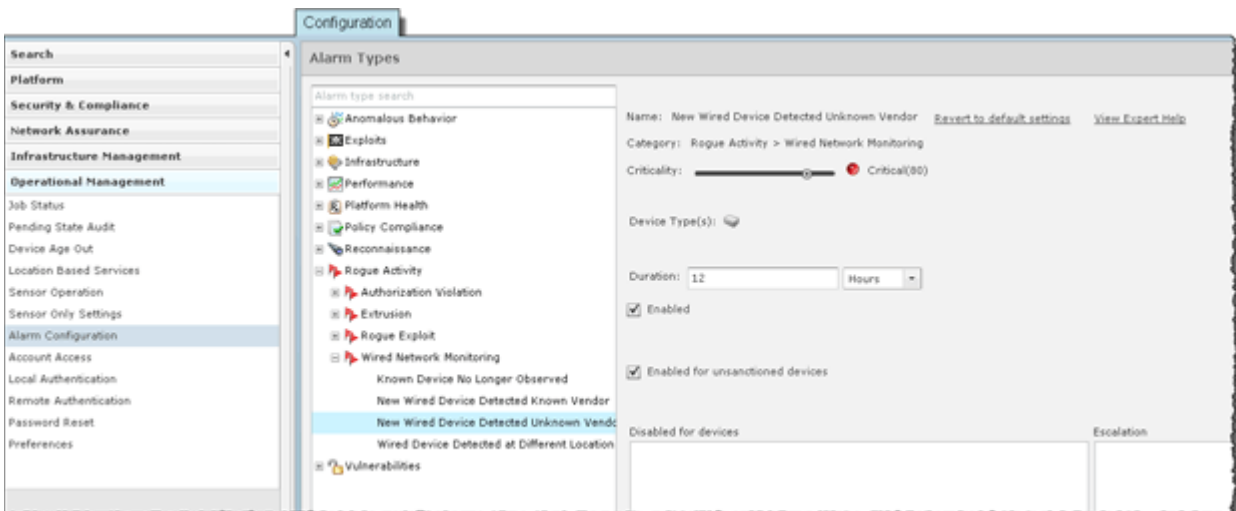 Configuration
Search
Platform
Security & Compliance
Network Assurance
Infrastructure Management
Operational Management
Job Status
Pending State Audit
Device Age Out
Location Based Services
Sensor Operation
Sensor Only Settings
Alarm Configuration
Account Access
Local Authentication
Remote Authentication
Password Reset
Preferences
Alarm Types
Alarm type search
Anomalous Behavior
Exploits
Infrastructure
Performance
Platform Health
Policy Compliance
Reconnaissance
Rogue Activity
Authorization Violation
Extrusion
Rogue Exploit
Wired Network Monitoring
Known Device No Longer Observed
New Wired Device Detected Known Vendor
New Wired Device Detected Unknown Vendo
Wired Device Detected at Different Location
Vulnerabilities
Name: New Wired Device Detected Unknown Vendor Revert to default settings View Expert Help
Category: Rogue Activity > Wired Network Monitoring
Criticality: Critical(80)
Device Type(s):
Duration: 12 Hours
Enabled
Enabled for unsanctioned devices
Disabled for devices Escalation